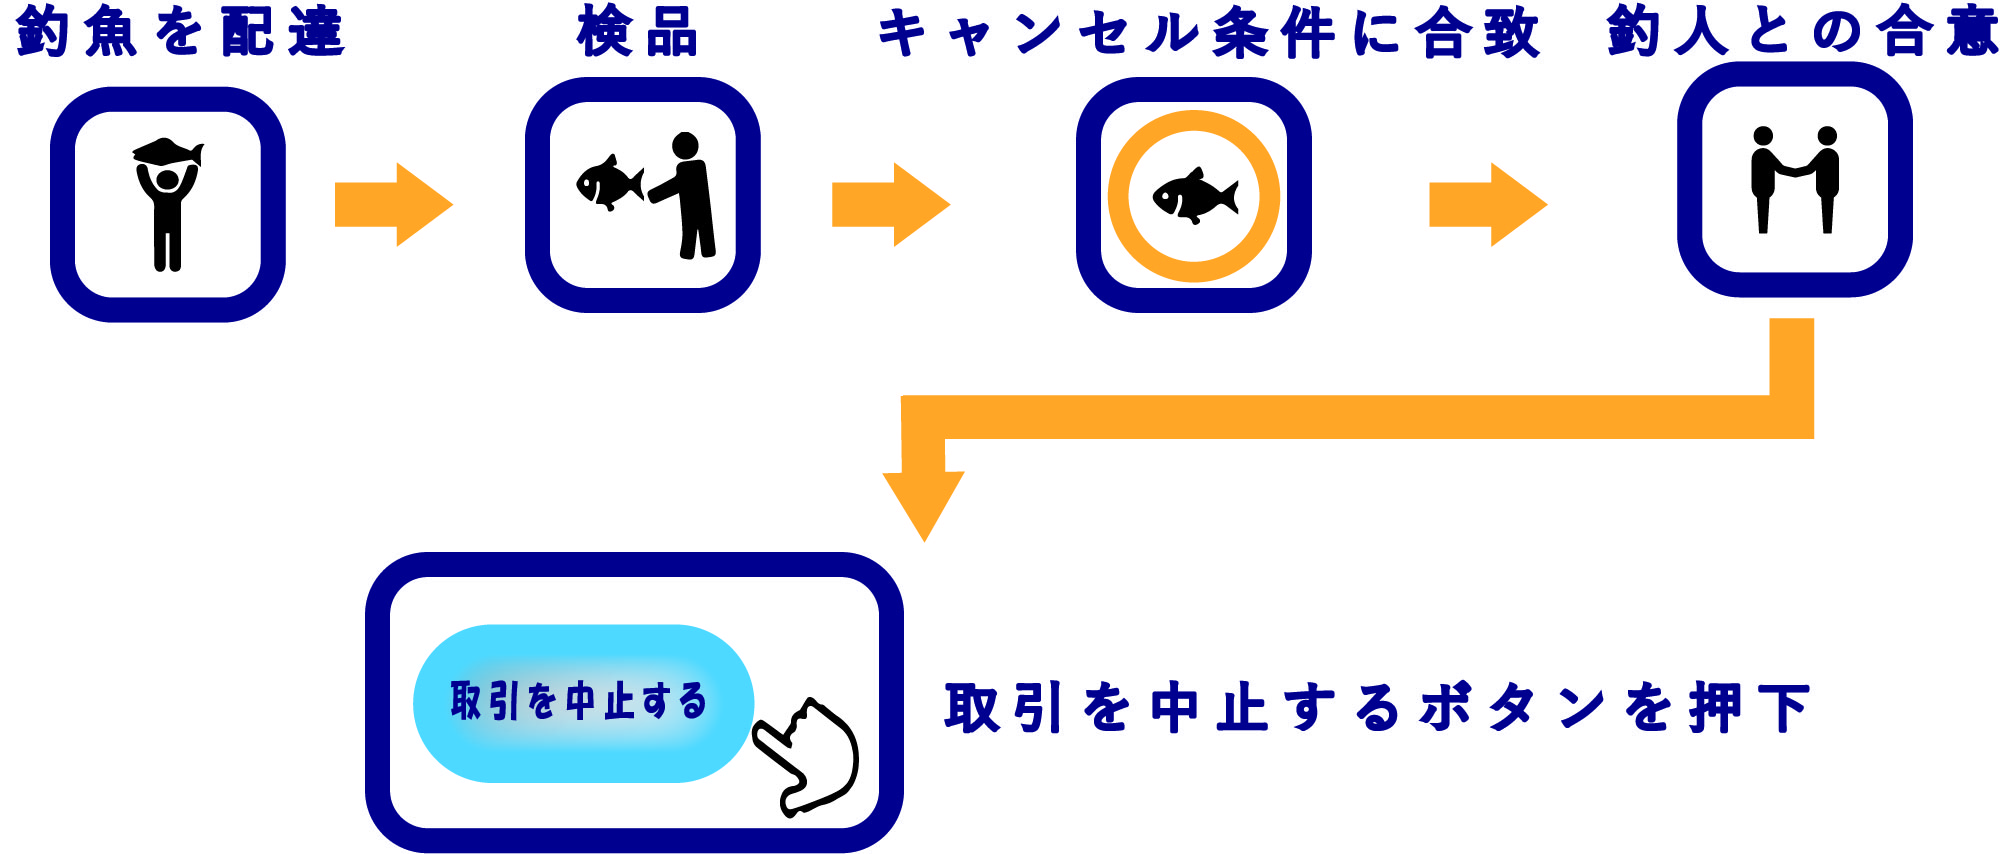 釣魚を配達
検品
キャンセル条件に合致
釣人との合意
取引を中止する
取引を中止するボタンを押下